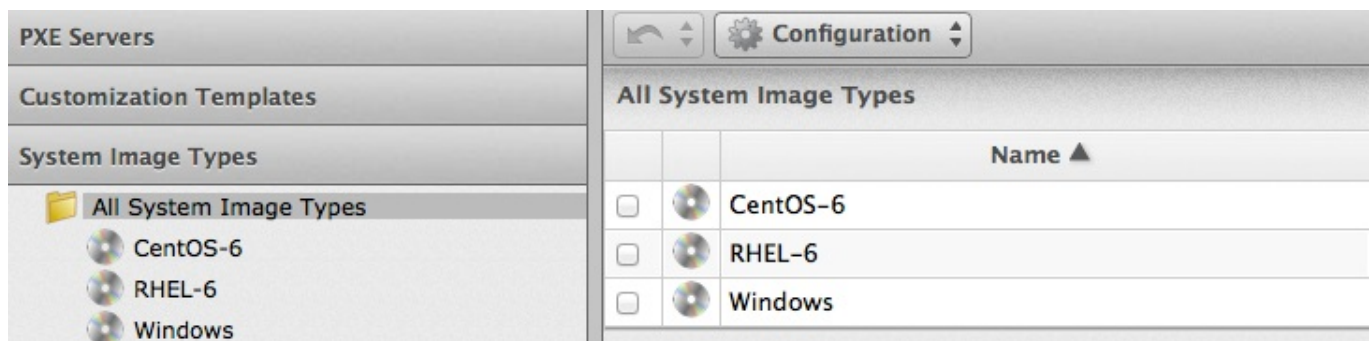 PXE Servers
Customization Templates
System Image Types
All System Image Types
CentOS-6
RHEL-6
Windows
Configuration
All System Image Types
Name ▲
CentOS-6
RHEL-6
Windows